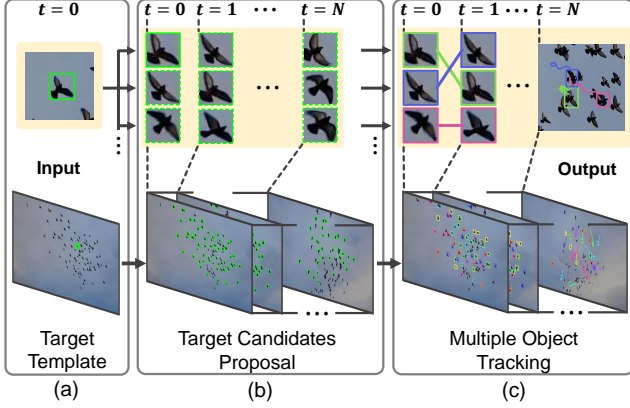 t = 0
t = 0 t = 1 ••• t = N
t = 0 t = 1 ••• t = N
Input
Output
Target
Template
Target Candidates
Proposal
Multiple Object
Tracking
(a)
(b)
(c)